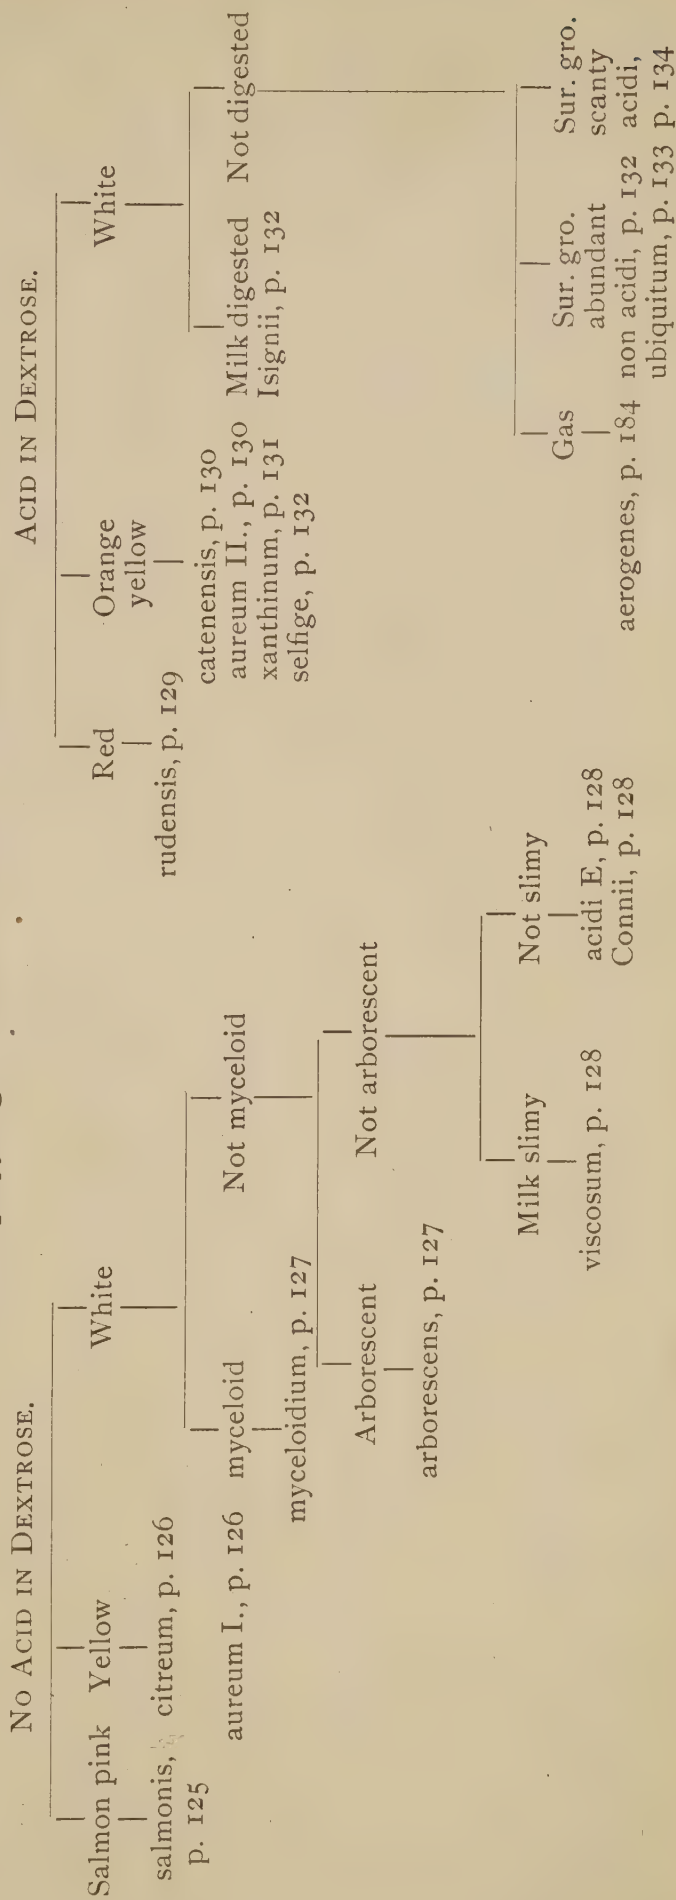 NO ACID IN DEXTROSE.
Salmon pink
salmonis,
p. 125
Yellow
citreum, p. 126
aureum I., p. 126
White
myceloid
myceloidium, p. 127
Not myceloid
Arborescent
arborescens, p. 127
Not arborescent
Milk slimy
viscosum, p. 128
Not slimy
acidi E, p. 128
Connii, p. 128
ACID IN DEXTROSE.
Red
rudensis, p. 129
Orange
yellow
catenensis, p. 130
aureum II., p. 130
xanthinum, p. 131
selfige, p. 132
White
Milk digested
Isignii, p. 132
Not digested
Gas
aerogenes, p. 184
Sur. gro.
abundant
non acidi, p. 132
ubiquitum, p. 133
Sur. gro.
scanty
acidi,
p. 134